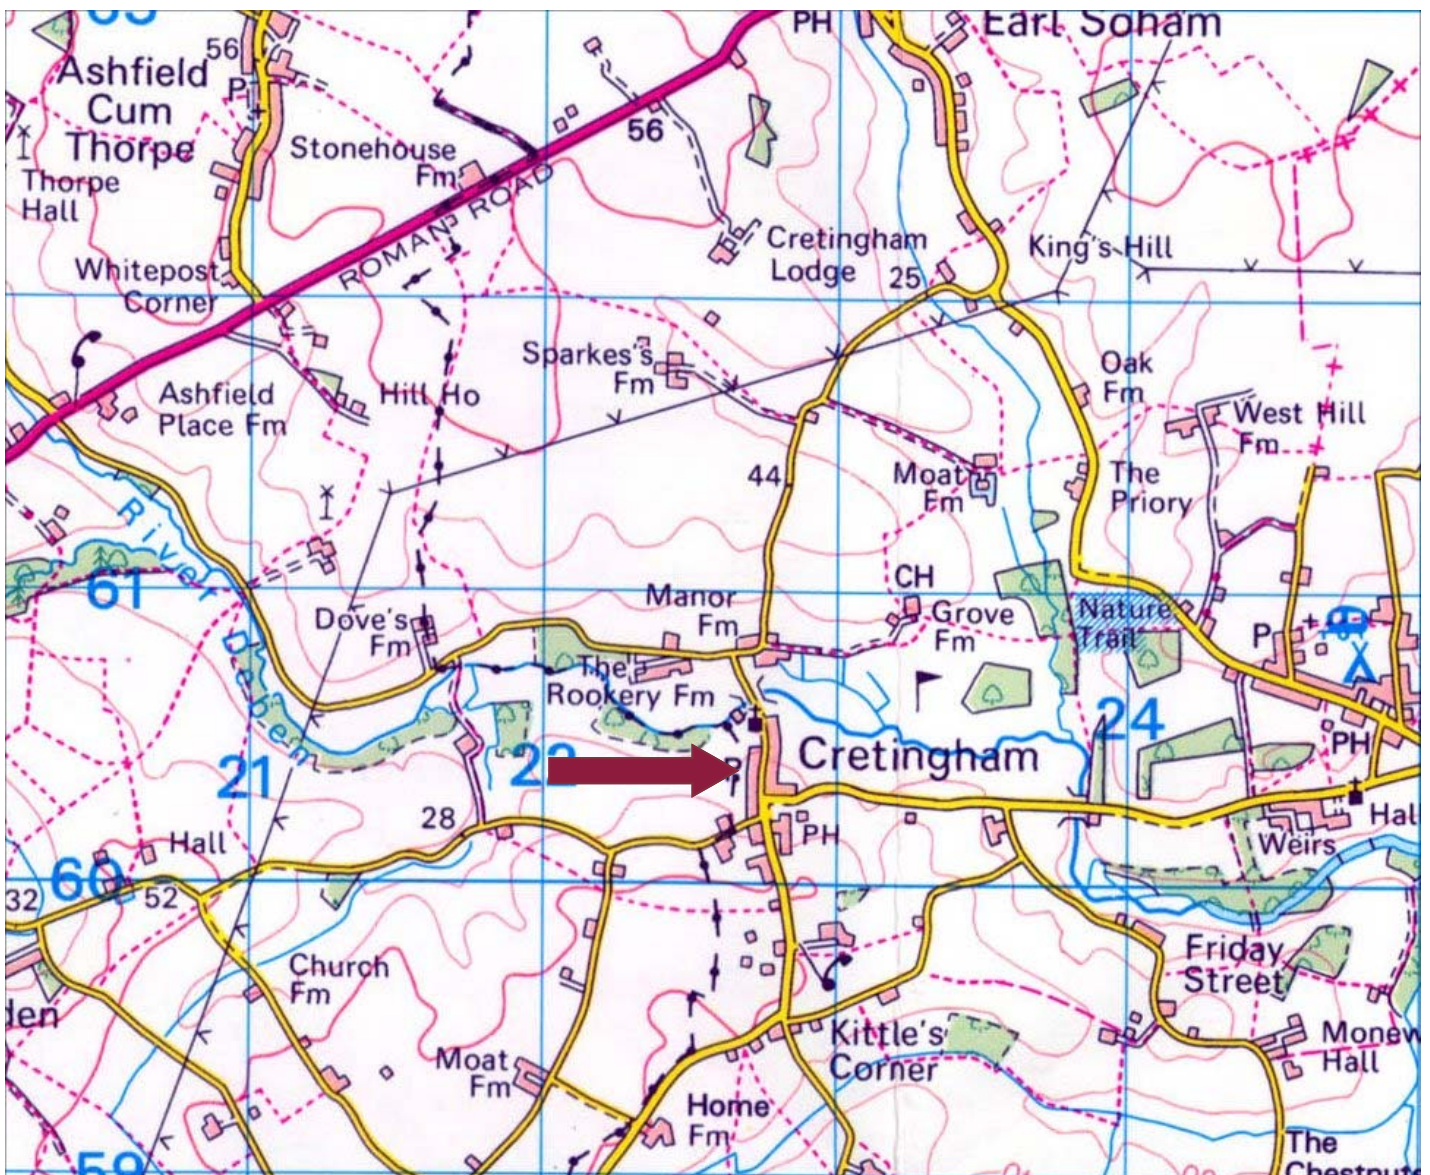 Earl Soham
PH
56
Ashfield
Cum
Thorpe
P
Thorpe
Hall
Stonehouse
Fm
56
ROMAN ROAD
Cretingham
Lodge
25
King's Hill
Whitepost
Corner
Sparkes's
Fm
Oak
Fm
Ashfield
Place Fm
Hill Ho
West Hill
Fm
44
Moat
Fm
The
Priory
River
61
CH
Manor
Fm
Grove
Fm
Nature
Trail
P
Dove's
Fm
Deben
The
Rookery Fm
24
PH
21
22
P
Cretingham
28
Hall
PH
Weirs
Hal
60
32
52
Friday
Street
Church
Fm
den
Kittle's
Corner
Monew
Hall
Moat
Fm
Home
Fm
The
59